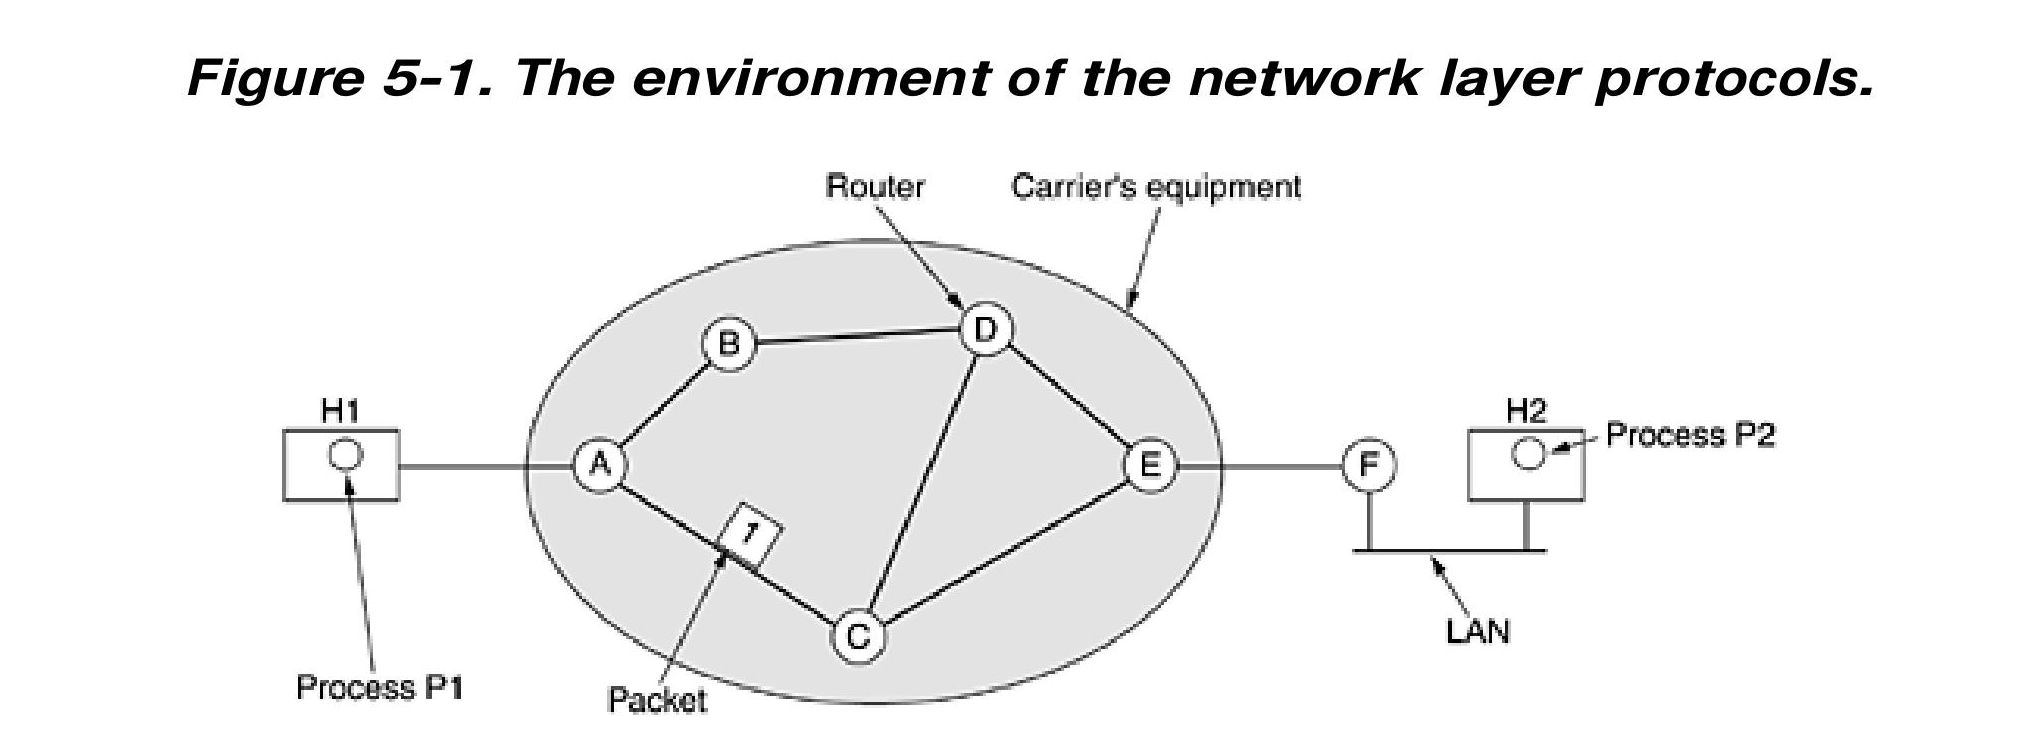 Figure 5-1. The environment of the network layer protocols.
Router Carrier's equipment
B D
H1 H2
Process P2
A E F
1
C LAN
Process P1 Packet